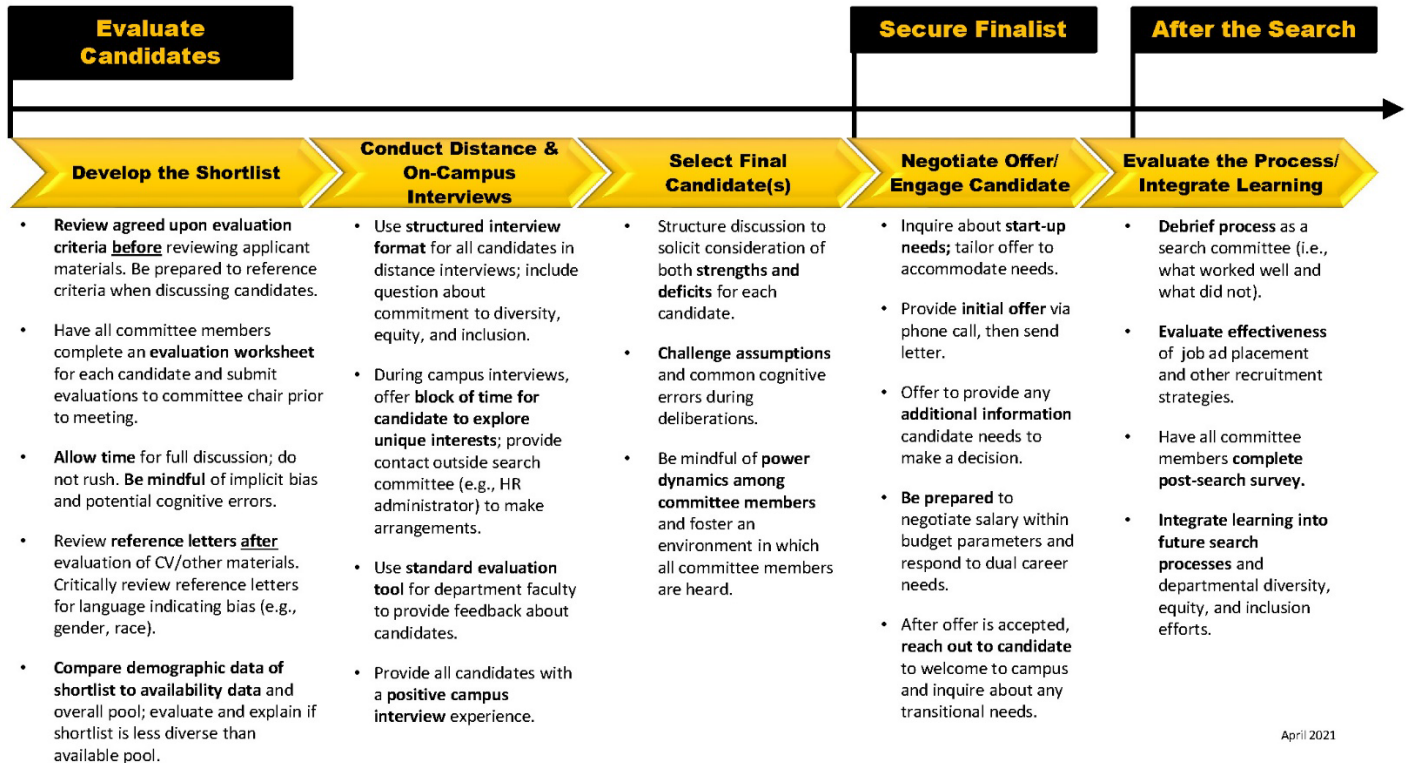 Evaluate
Candidates
Secure Finalist
After the Search
Develop the Shortlist
Conduct Distance &
On-Campus
Interviews
Select Final
Candidate(s)
Negotiate Offer/
Engage Candidate
Evaluate the Process/
Integrate Learning
• Review agreed upon evaluation
criteria before reviewing applicant
materials. Be prepared to reference
criteria when discussing candidates.
• Have all committee members
complete an evaluation worksheet
for each candidate and submit
evaluations to committee chair prior
to meeting.
• Allow time for full discussion; do
not rush. Be mindful of implicit bias
and potential cognitive errors.
• Review reference letters after
evaluation of CV/other materials.
Critically review reference letters
for language indicating bias (e.g.,
gender, race).
• Compare demographic data of
shortlist to availability data and
overall pool; evaluate and explain if
shortlist is less diverse than
available pool.
• Use structured interview
format for all candidates in
distance interviews; include
question about
commitment to diversity,
equity, and inclusion.
• During campus interviews,
offer block of time for
candidate to explore
unique interests; provide
contact outside search
committee (e.g., HR
administrator) to make
arrangements.
• Use standard evaluation
tool for department faculty
to provide feedback about
candidates.
• Provide all candidates with
a positive campus
interview experience.
• Structure discussion to
solicit consideration of
both strengths and
deficits for each
candidate.
• Challenge assumptions
and common cognitive
errors during
deliberations.
• Be mindful of power
dynamics among
committee members
and foster an
environment in which
all committee members
are heard.
• Inquire about start-up
needs; tailor offer to
accommodate needs.
• Provide initial offer via
phone call, then send
letter.
• Offer to provide any
additional information
candidate needs to
make a decision.
• Be prepared to
negotiate salary within
budget parameters and
respond to dual career
needs.
• After offer is accepted,
reach out to candidate
to welcome to campus
and inquire about any
transitional needs.
• Debrief process as a
search committee (i.e.,
what worked well and
what did not).
• Evaluate effectiveness
of job ad placement
and other recruitment
strategies.
• Have all committee
members complete
post-search survey.
• Integrate learning into
future search
processes and
departmental diversity,
equity, and inclusion
efforts.
April 2021